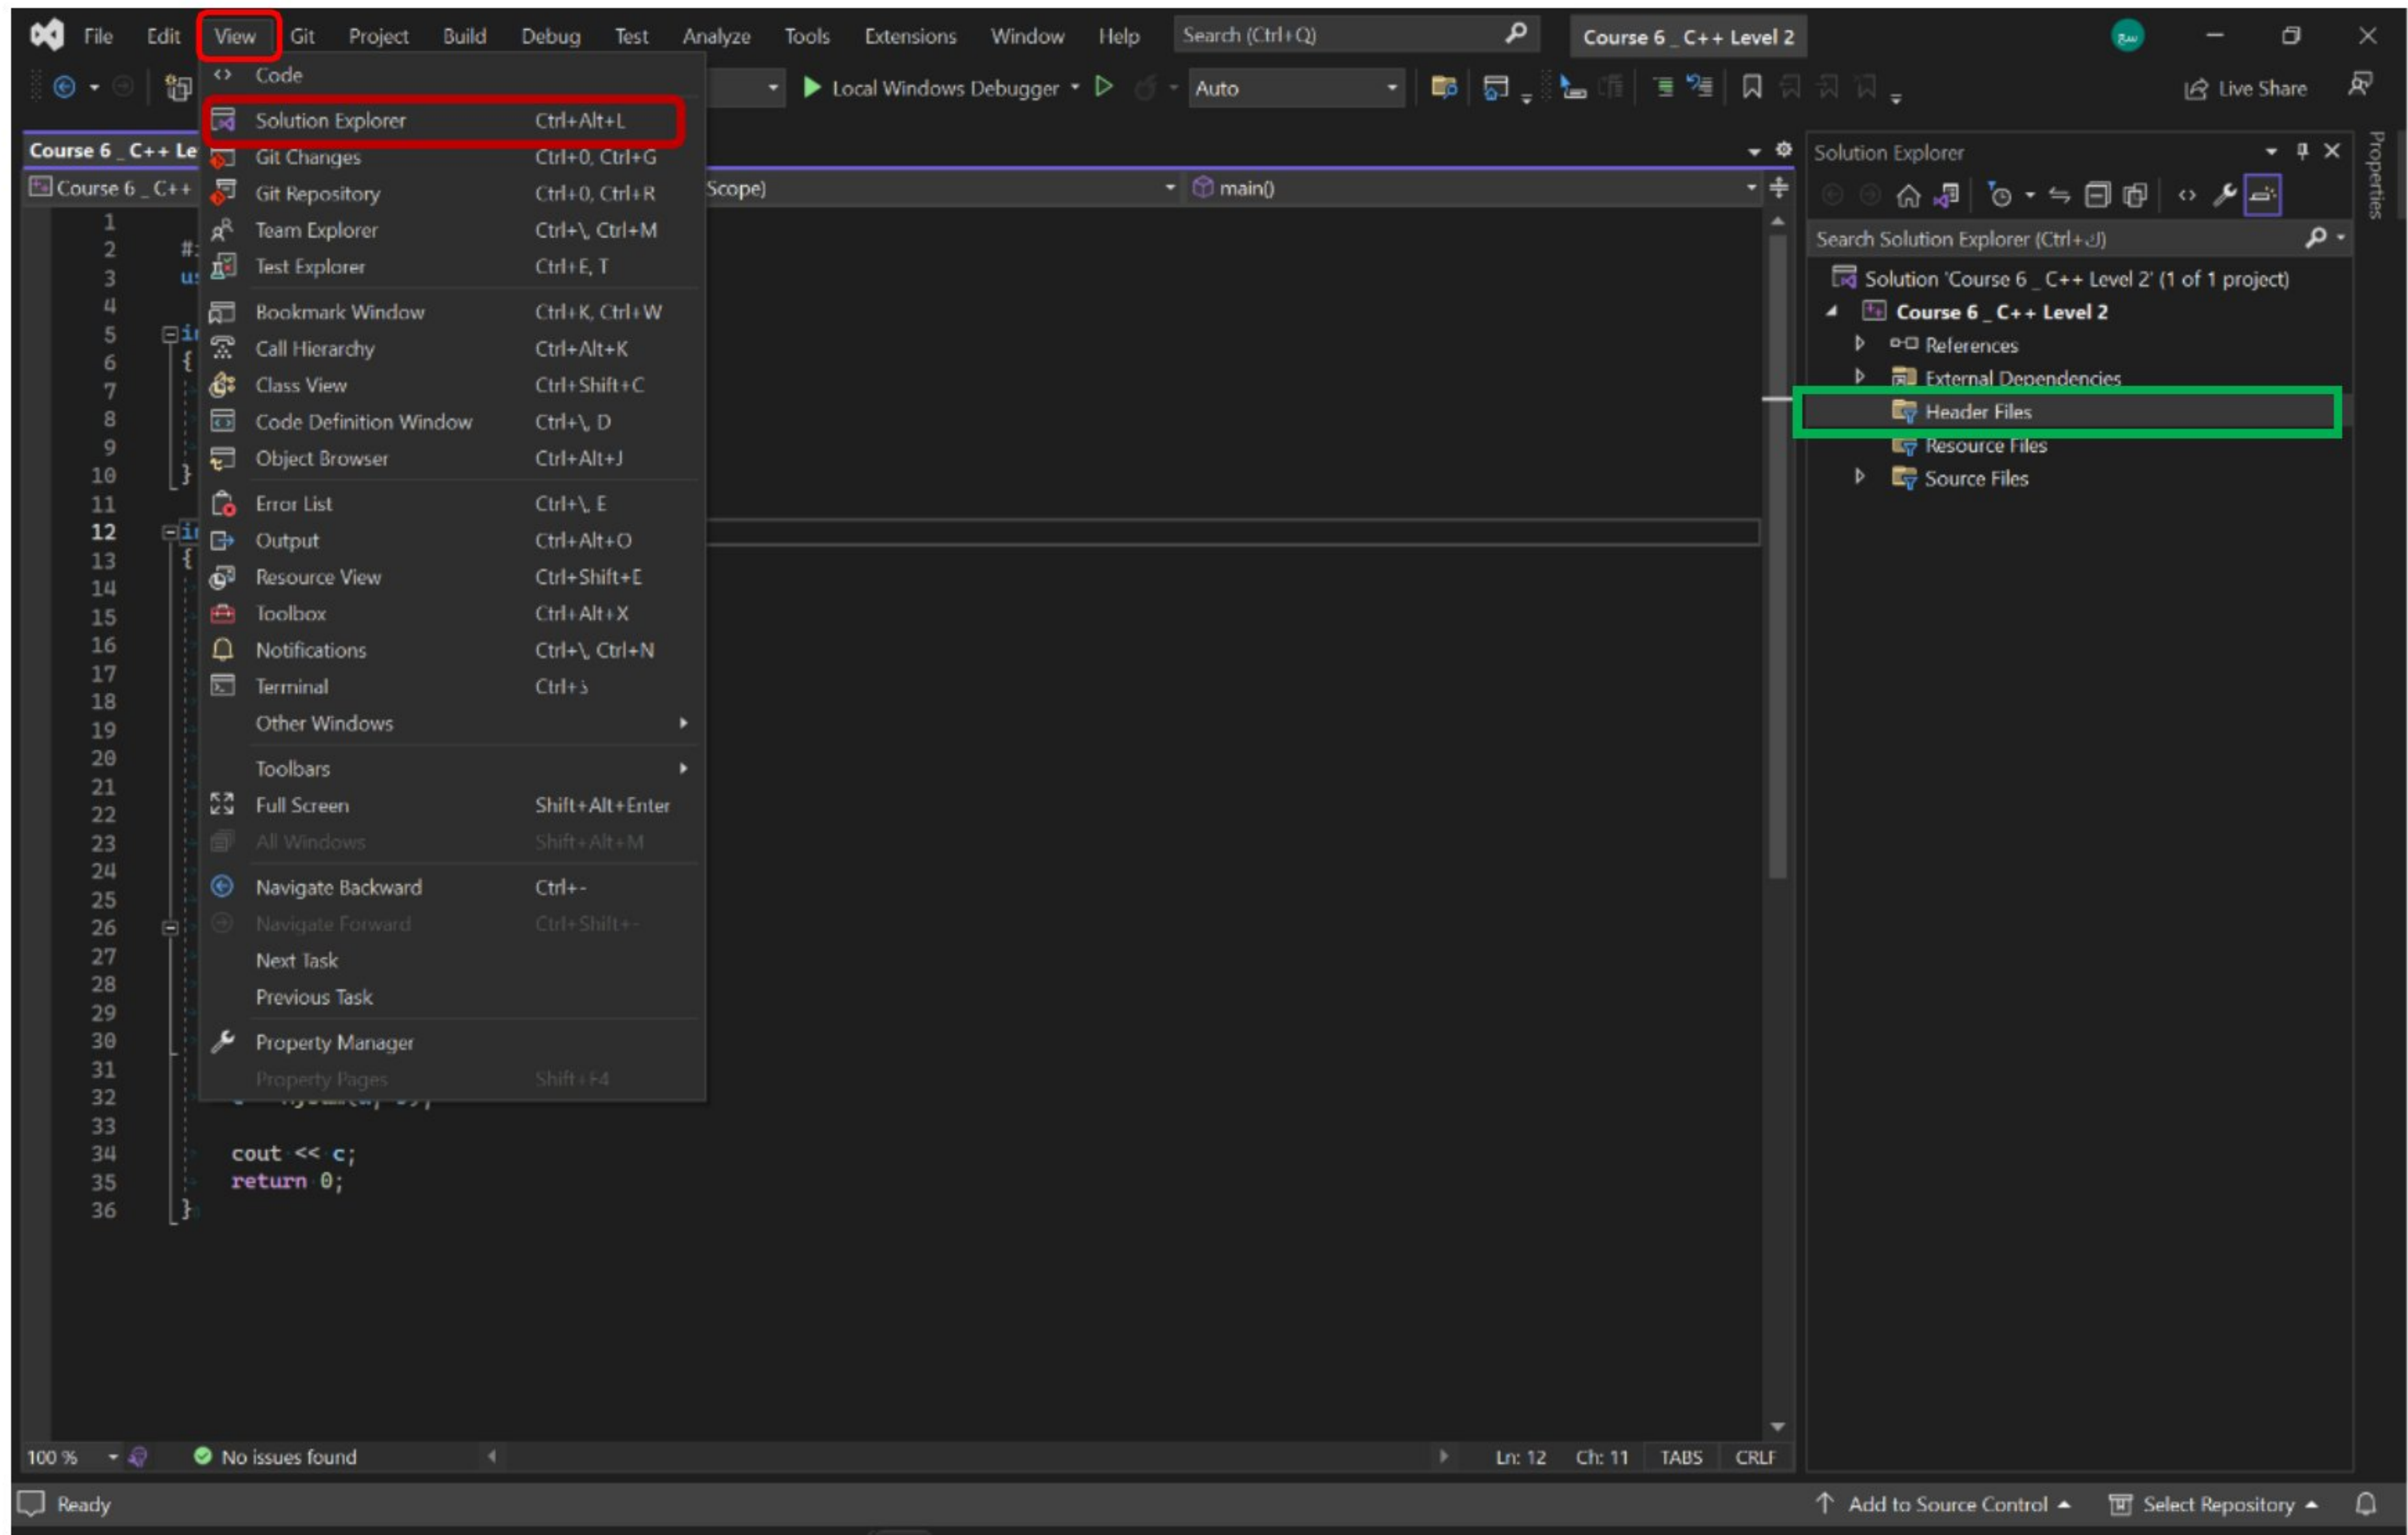 File Edit View Git Project Build Debug Test Analyze Tools Extensions Window Help Search (Ctrl+Q) Course 6 _ C++ Level 2 سع
Local Windows Debugger Auto Live Share
Code
Solution Explorer Ctrl+Alt+L
Git Changes Ctrl+0, Ctrl+G
Git Repository Ctrl+0, Ctrl+R
Team Explorer Ctrl+\, Ctrl+M
Test Explorer Ctrl+E, T
Bookmark Window Ctrl+K, Ctrl+W
Call Hierarchy Ctrl+Alt+K
Class View Ctrl+Shift+C
Code Definition Window Ctrl+\, D
Object Browser Ctrl+Alt+J
Error List Ctrl+\, E
Output Ctrl+Alt+O
Resource View Ctrl+Shift+E
Toolbox Ctrl+Alt+X
Notifications Ctrl+\, Ctrl+N
Terminal Ctrl+ذ
Other Windows
Toolbars
Full Screen Shift+Alt+Enter
All Windows Shift+Alt+M
Navigate Backward Ctrl+-
Navigate Forward Ctrl+Shift+-
Next Task
Previous Task
Property Manager
Property Pages Shift+F4
Course 6 _ C++ Le
Course 6 _ C++ Scope) main()
1
2 #
3 us
4
5 in
6 {
7
8
9
10 }
11
12 in
13 {
14
15
16
17
18
19
20
21
22
23
24
25
26
27
28
29
30
31
32
33
34 cout << c;
35 return 0;
36 }
Solution Explorer
Search Solution Explorer (Ctrl+ك)
Solution 'Course 6 _ C++ Level 2' (1 of 1 project)
Course 6 _ C++ Level 2
References
External Dependencies
Header Files
Resource Files
Source Files
Properties
100 % No issues found Ln: 12 Ch: 11 TABS CRLF
Ready Add to Source Control Select Repository